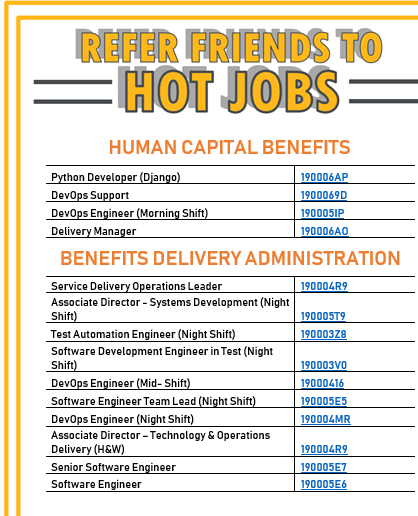 REFER FRIENDS TO
HOT JOBS
HUMAN CAPITAL BENEFITS
Python Developer (Django) 190006AP
DevOps Support 1900069D
DevOps Engineer (Morning Shift) 190005IP
Delivery Manager 190006AO
BENEFITS DELIVERY ADMINISTRATION
Service Delivery Operations Leader 190004R9
Associate Director - Systems Development (Night
Shift) 190005T9
Test Automation Engineer (Night Shift) 190003Z8
Software Development Engineer in Test (Night
Shift) 190003V0
DevOps Engineer (Mid- Shift) 19000416
Software Engineer Team Lead (Night Shift) 190005E5
DevOps Engineer (Night Shift) 190004MR
Associate Director – Technology & Operations
Delivery (H&W) 190004R9
Senior Software Engineer 190005E7
Software Engineer 190005E6